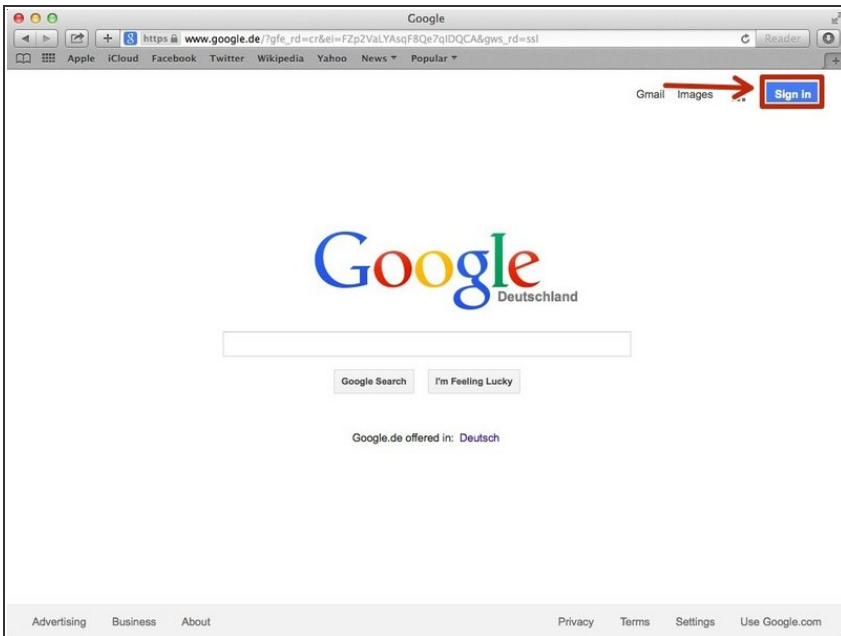 Google
https www.google.de/?gfe_rd=cr&ei=FZp2VaLYAsqF8Qe7qIDQCA&gws_rd=ssl Reader
Apple iCloud Facebook Twitter Wikipedia Yahoo News Popular
Gmail Images Sign in
Google
Deutschland
Google Search I'm Feeling Lucky
Google.de offered in: Deutsch
Advertising Business About Privacy Terms Settings Use Google.com